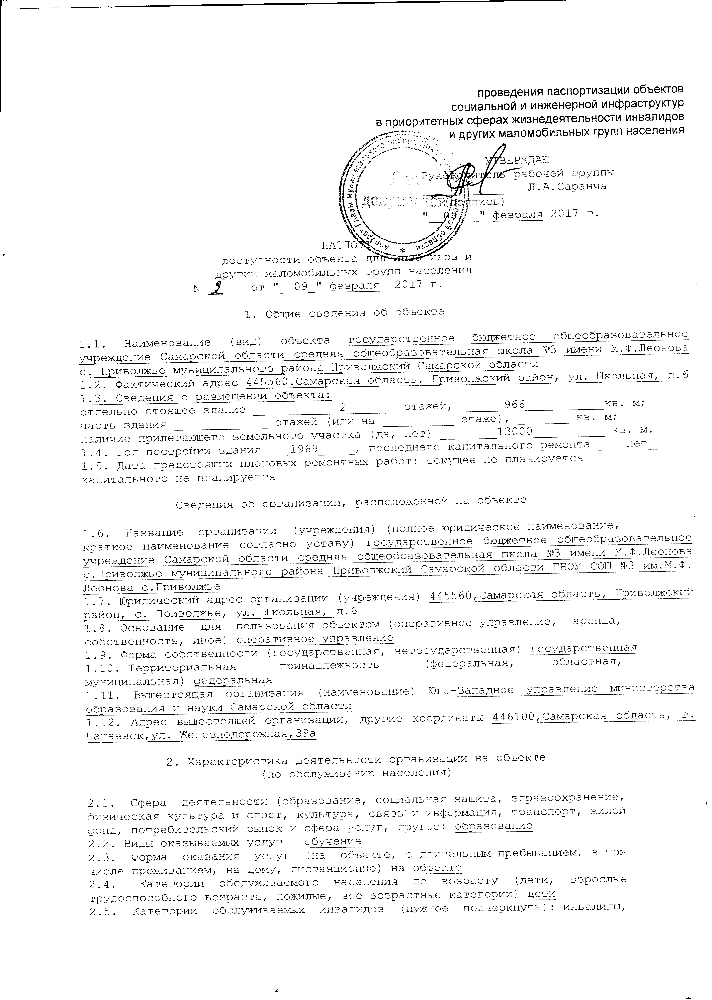 проведения паспортизации объектов
социальной и инженерной инфраструктур
в приоритетных сферах жизнедеятельности инвалидов
и других маломобильных групп населения
УТВЕРЖДАЮ
Руководитель рабочей группы
Л.А.Саранча
(подпись)
" 09 " февраля 2017 г.
Аппарат Главы муниципального района
области *
документов
ПАСПОРТ
доступности объекта для инвалидов и
других маломобильных групп населения
N 2 от "__09_" февраля 2017 г.
1. Общие сведения об объекте
1.1. Наименование (вид) объекта государственное бюджетное общеобразовательное
учреждение Самарской области средняя общеобразовательная школа №3 имени М.Ф.Леонова
с. Приволжье муниципального района Приволжский Самарской области
1.2. Фактический адрес 445560.Самарская область, Приволжский район, ул. Школьная, д.6
1.3. Сведения о размещении объекта:
отдельно стоящее здание ____________2_______ этажей, ______966___________кв. м;
часть здания _____________ этажей (или на __________ этаже), _______ кв. м;
наличие прилегающего земельного участка (да, нет) ________13000__________ кв. м.
1.4. Год постройки здания ___1969_____, последнего капитального ремонта ____нет___
1.5. Дата предстоящих плановых ремонтных работ: текущее не планируется
капитального не планируется
Сведения об организации, расположенной на объекте
1.6. Название организации (учреждения) (полное юридическое наименование,
краткое наименование согласно уставу) государственное бюджетное общеобразовательное
учреждение Самарской области средняя общеобразовательная школа №3 имени М.Ф.Леонова
с.Приволжье муниципального района Приволжский Самарской области ГБОУ СОШ №3 им.М.Ф.
Леонова с.Приволжье
1.7. Юридический адрес организации (учреждения) 445560,Самарская область, Приволжский
район, с. Приволжье, ул. Школьная, д.6
1.8. Основание для пользования объектом (оперативное управление, аренда,
собственность, иное) оперативное управление
1.9. Форма собственности (государственная, негосударственная) государственная
1.10. Территориальная принадлежность (федеральная, областная,
муниципальная) федеральная
1.11. Вышестоящая организация (наименование) Юго-Западное управление министерства
образования и науки Самарской области
1.12. Адрес вышестоящей организации, другие координаты 446100,Самарская область, г.
Чапаевск,ул. Железнодорожная,39а
2. Характеристика деятельности организации на объекте
(по обслуживанию населения)
2.1. Сфера деятельности (образование, социальная защита, здравоохранение,
физическая культура и спорт, культура, связь и информация, транспорт, жилой
фонд, потребительский рынок и сфера услуг, другое) образование
2.2. Виды оказываемых услуг обучение
2.3. Форма оказания услуг (на объекте, с длительным пребыванием, в том
числе проживанием, на дому, дистанционно) на объекте
2.4. Категории обслуживаемого населения по возрасту (дети, взрослые
трудоспособного возраста, пожилые, все возрастные категории) дети
2.5. Категории обслуживаемых инвалидов (нужное подчеркнуть): инвалиды,